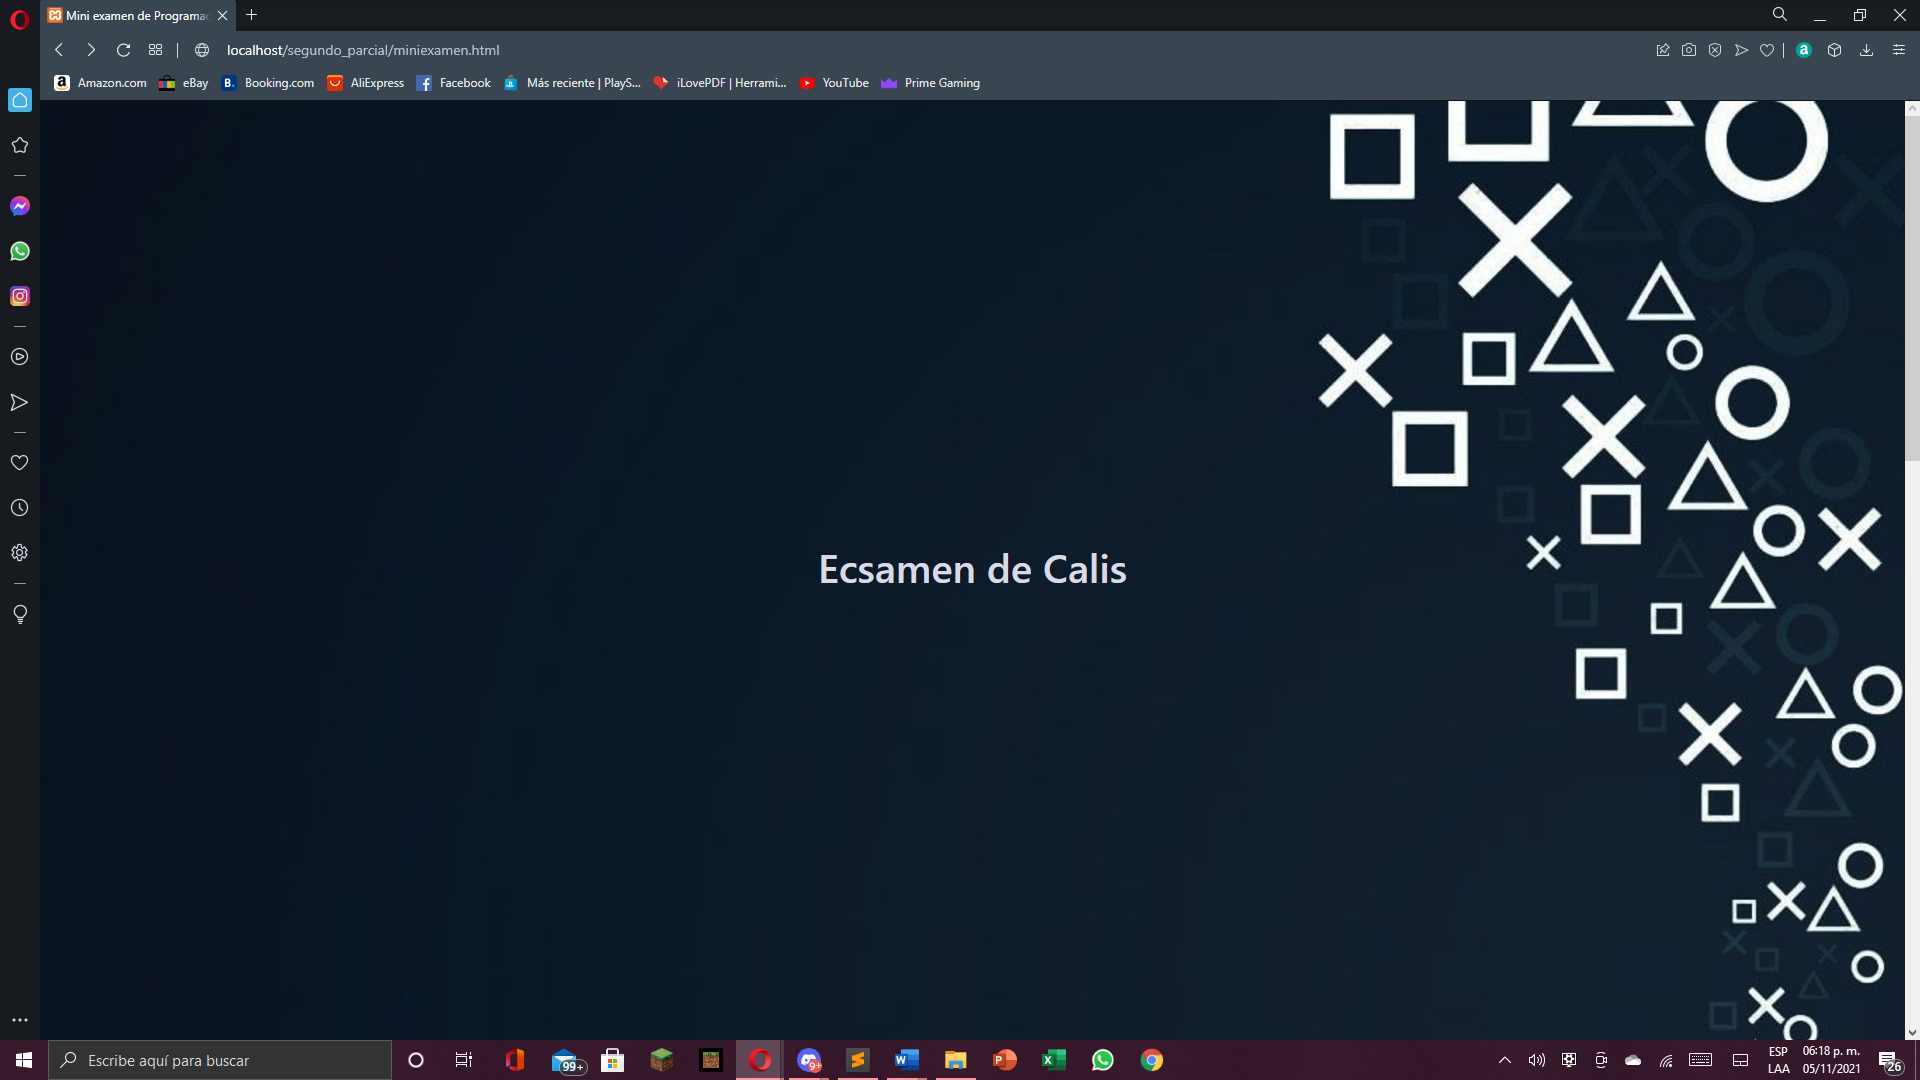 Mini examen de Programac
localhost/segundo_parcial/miniexamen.html
Amazon.com eBay B. Booking.com AliExpress Facebook Más reciente | PlayS... iLovePDF | Herrami... YouTube Prime Gaming
Ecsamen de Calis
Escribe aquí para buscar
99+
9+
ESP
LAA
06:18 p. m.
05/11/2021
26